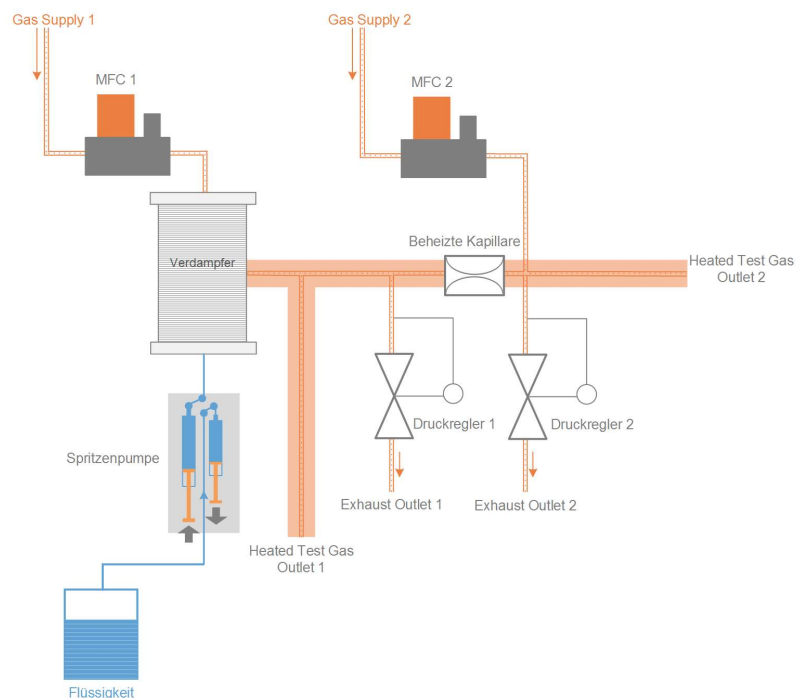 Gas Supply 1
Gas Supply 2
MFC 1
MFC 2
Beheizte Kapillare
Verdampfer
Heated Test Gas
Outlet 2
Druckregler 1
Druckregler 2
Spritzenpumpe
Exhaust Outlet 1
Exhaust Outlet 2
Heated Test Gas
Outlet 1
Flüssigkeit